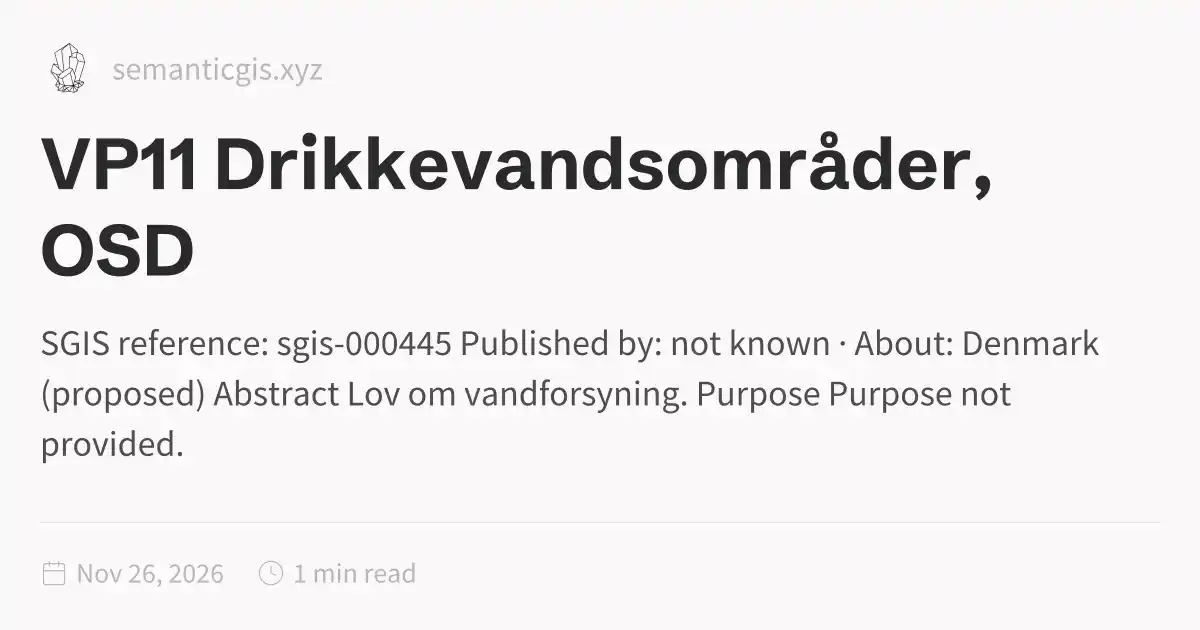 semanticgis.xyz
VP11 Drikkevandsområder,
OSD
SGIS reference: sgis-000445 Published by: not known · About: Denmark
(proposed) Abstract Lov om vandforsyning. Purpose Purpose not
provided.
Nov 26, 2026 1 min read